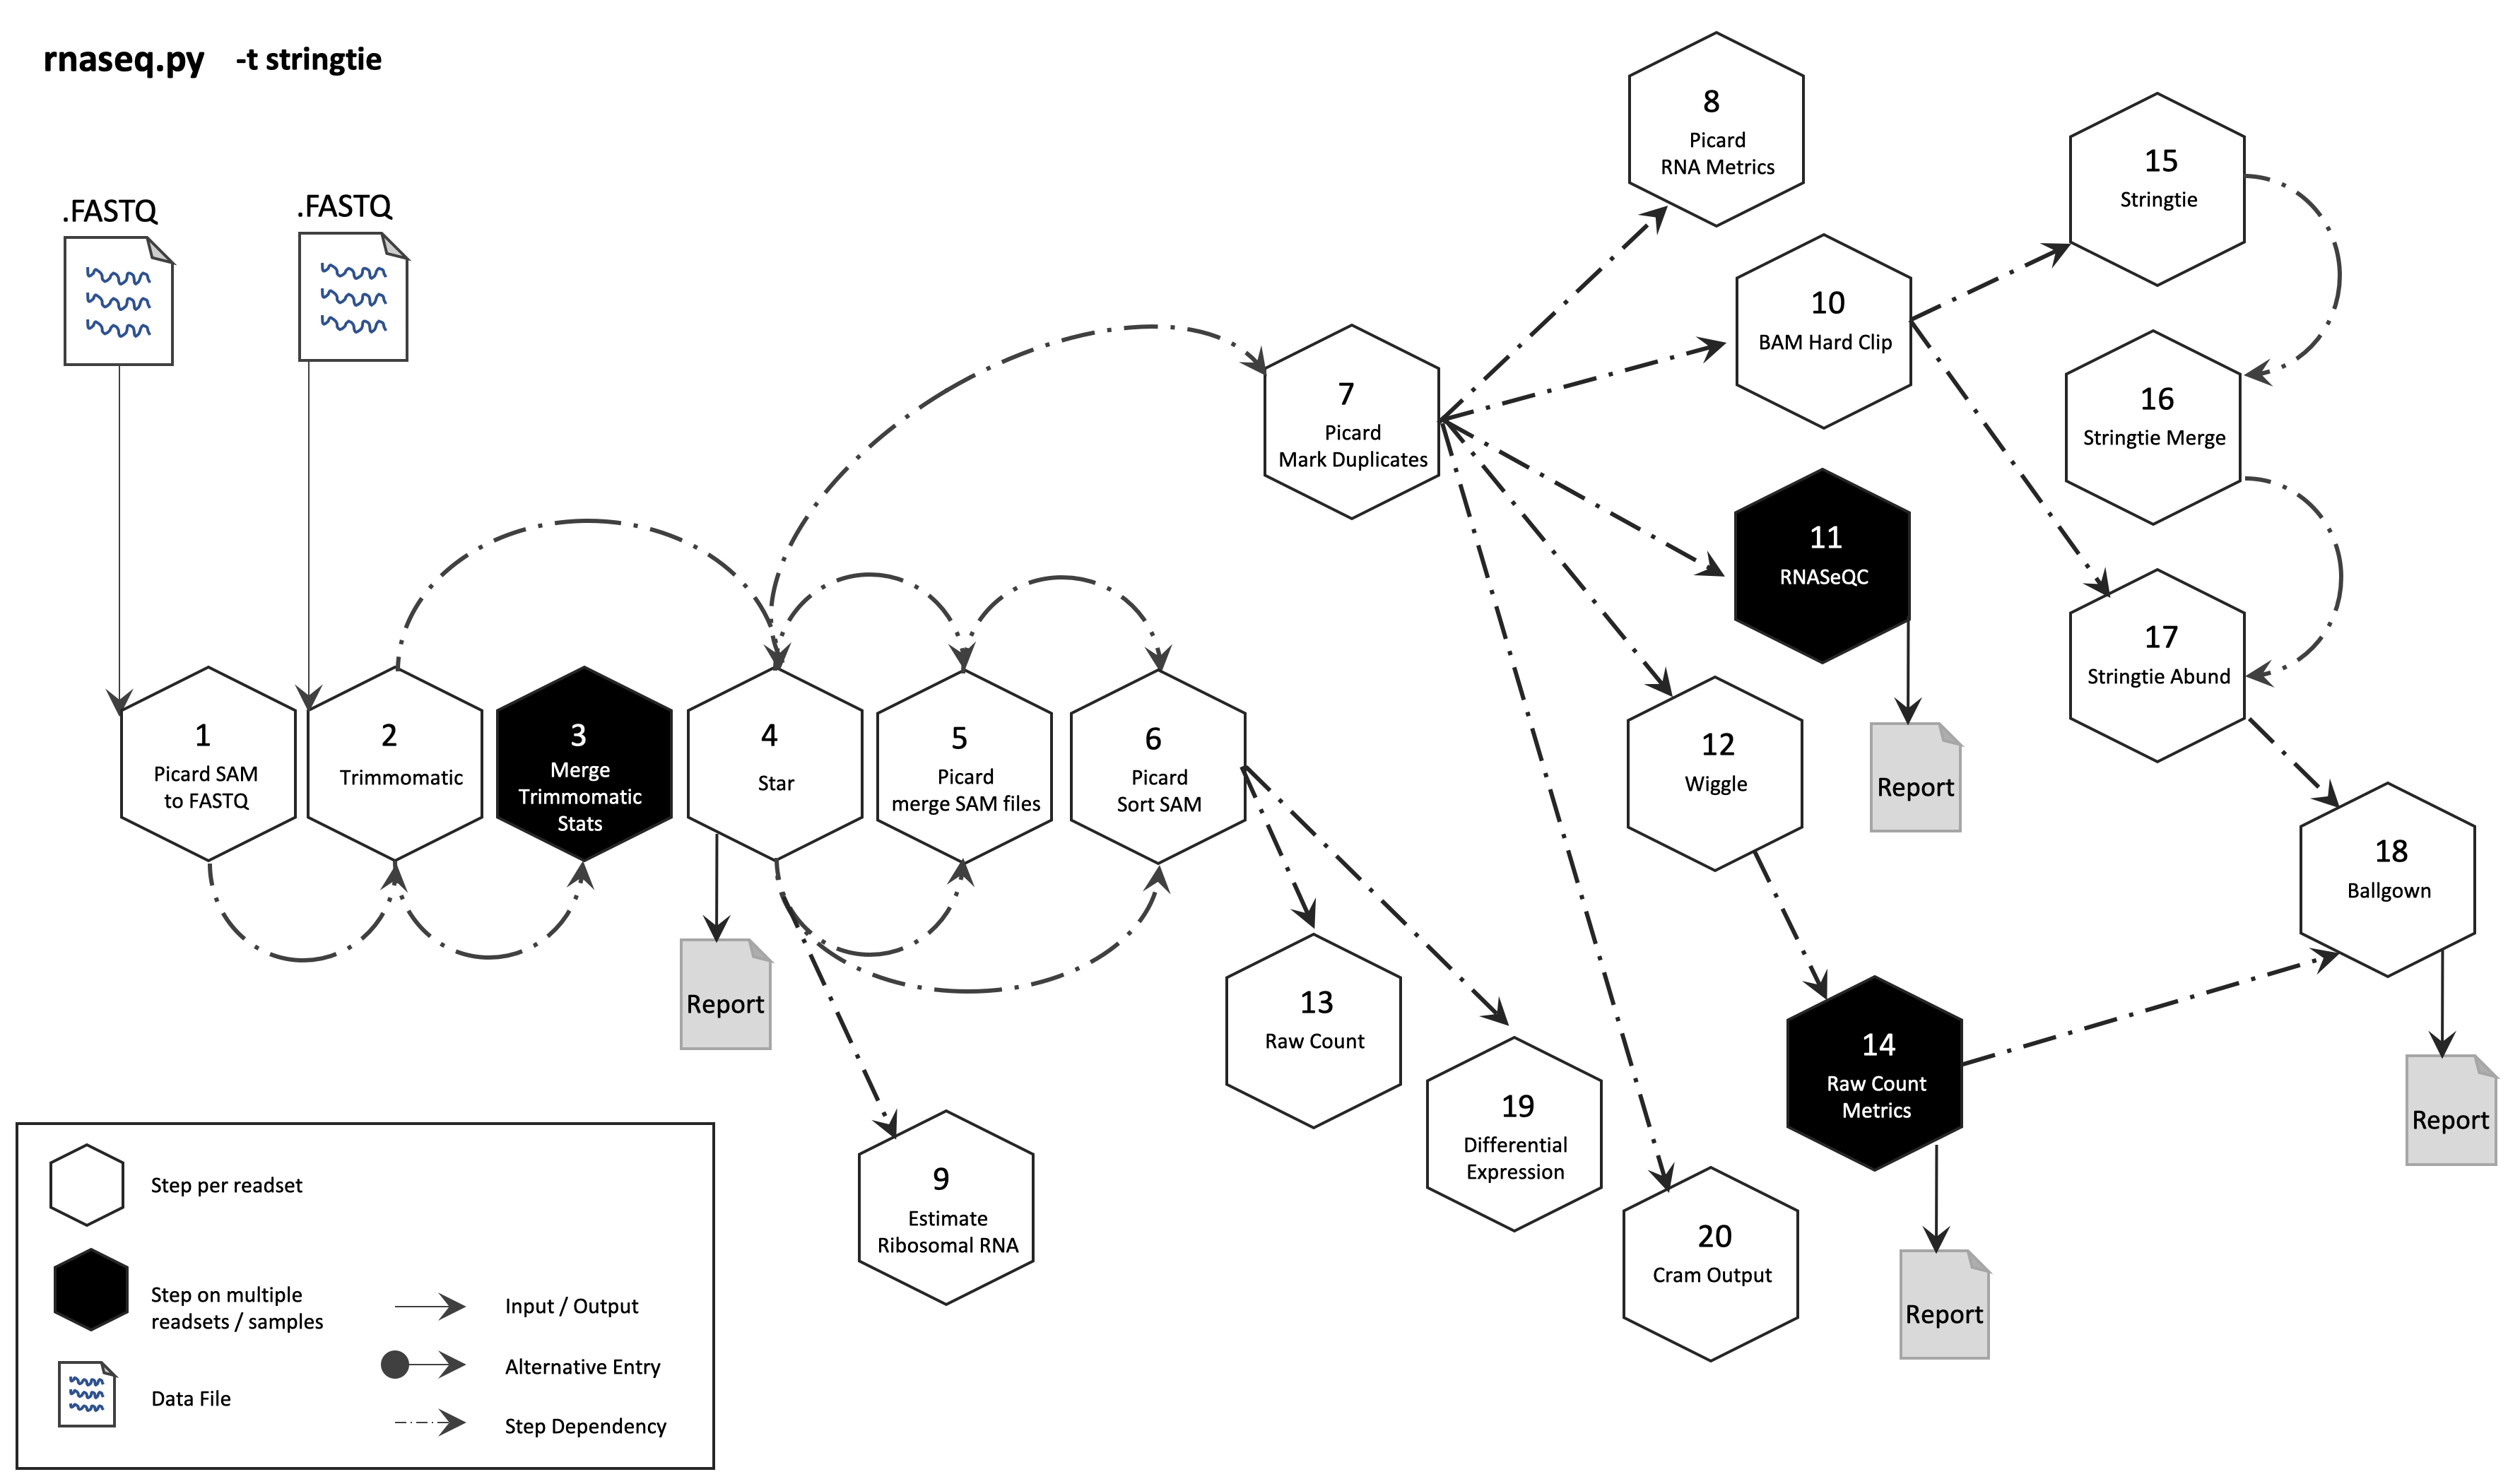 rnaseq.py -t stringtie
.FASTQ
.FASTQ
1
Picard SAM
to FASTQ
2
Trimmomatic
3
Merge
Trimmomatic
Stats
4
Star
Report
5
Picard
merge SAM files
6
Picard
Sort SAM
7
Picard
Mark Duplicates
8
Picard
RNA Metrics
9
Estimate
Ribosomal RNA
10
BAM Hard Clip
11
RNASeQC
Report
12
Wiggle
13
Raw Count
14
Raw Count
Metrics
Report
15
Stringtie
16
Stringtie Merge
17
Stringtie Abund
18
Ballgown
Report
19
Differential
Expression
20
Cram Output
Step per readset
Step on multiple
readsets / samples
Data File
Input / Output
Alternative Entry
Step Dependency